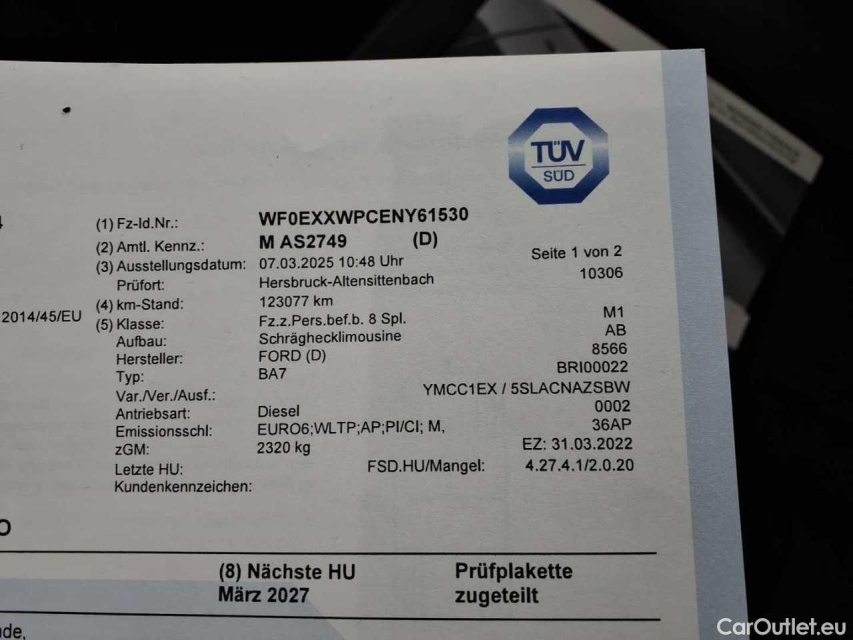 TÜV
SÜD
(1) Fz-Id.Nr.: WF0EXXWPCENY61530
(2) Amtl. Kennz.: M AS2749 (D)
(3) Ausstellungsdatum: 07.03.2025 10:48 Uhr Seite 1 von 2
Prüfort: Hersbruck-Altensittenbach 10306
(4) km-Stand: 123077 km
2014/45/EU (5) Klasse: Fz.z.Pers.bef.b. 8 Spl. M1
Aufbau: Schräghecklimousine AB
Hersteller: FORD (D) 8566
Typ: BA7 BRI00022
Var./Ver./Ausf.: YMCC1EX / 5SLACNAZSBW
Antriebsart: Diesel 0002
Emissionsschl: EURO6;WLTP;AP;PI/CI; M, 36AP
zGM: 2320 kg EZ: 31.03.2022
Letzte HU: FSD.HU/Mangel: 4.27.4.1/2.0.20
Kundenkennzeichen:
(8) Nächste HU Prüfplakette
März 2027 zugeteilt
CarOutlet.eu